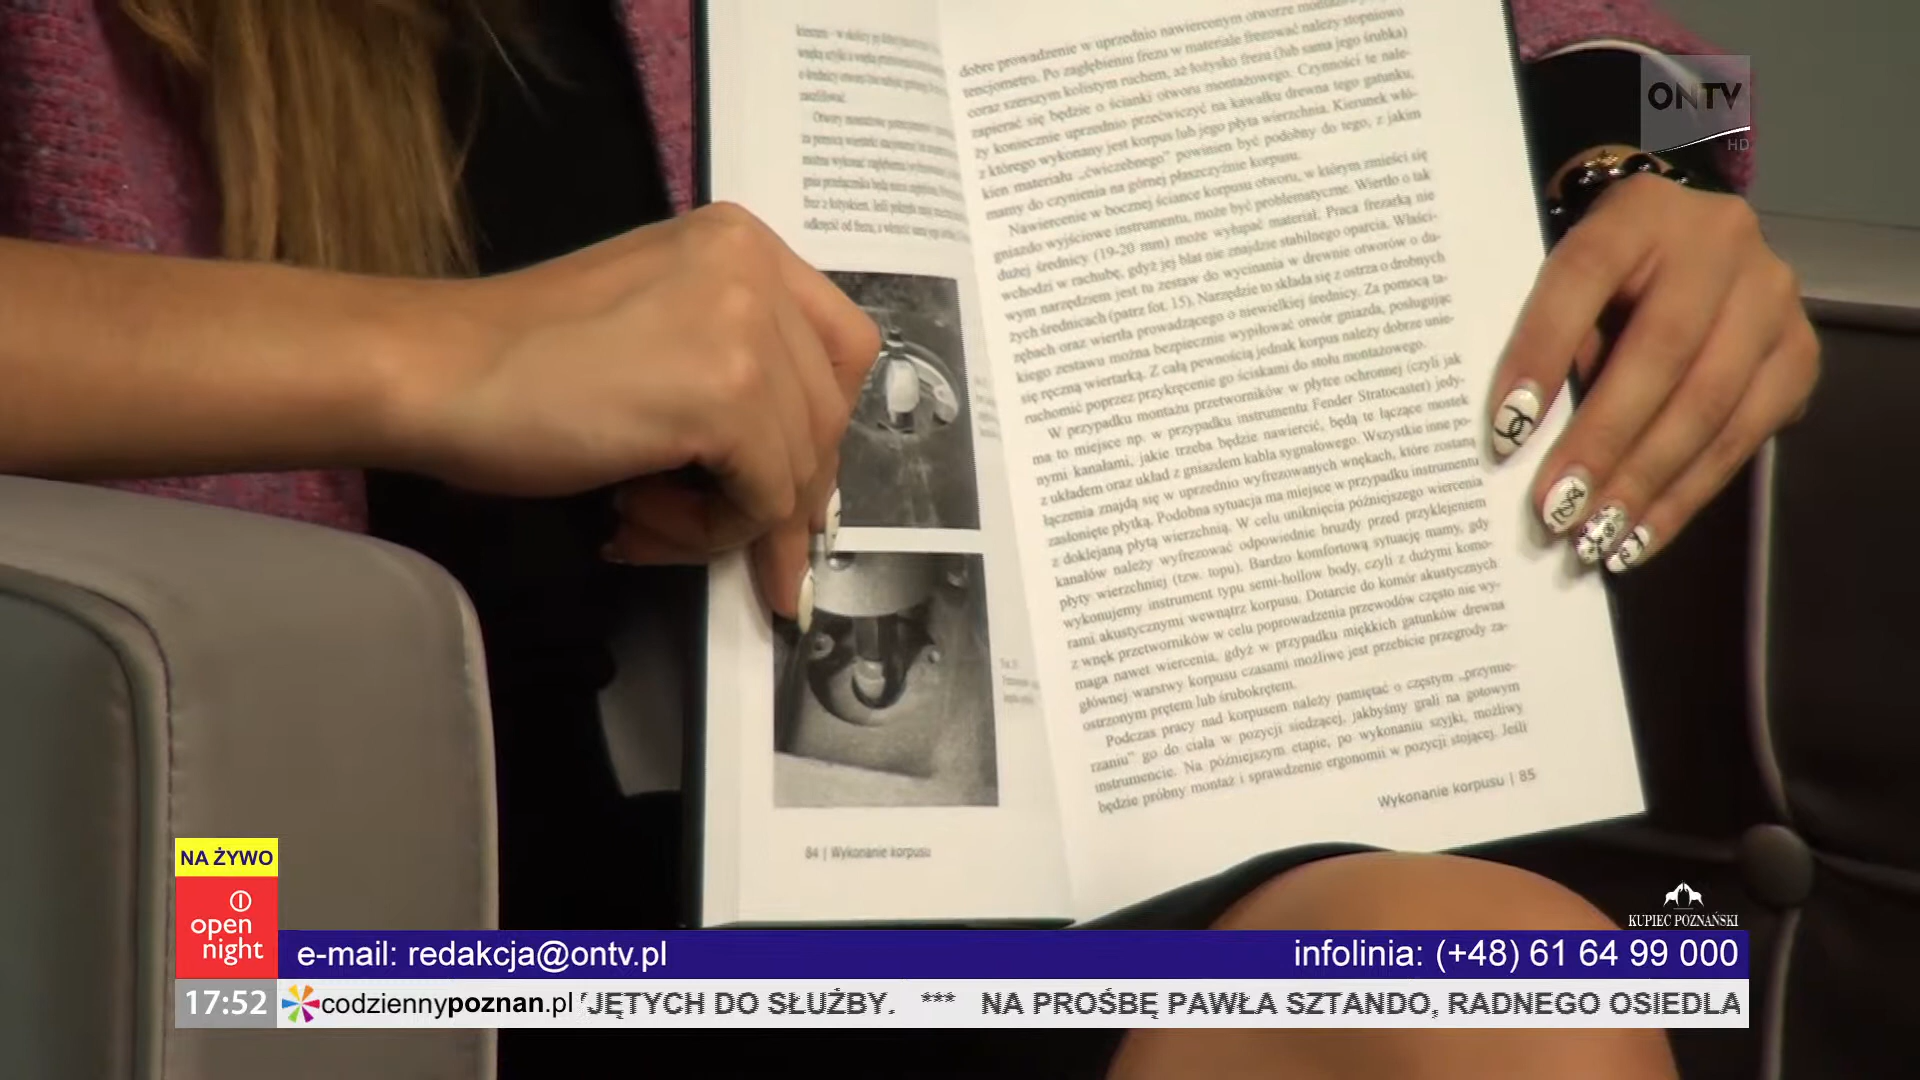 dobre prowadzenie w uprzednio nawierconym otworze
tencjometru. Po zagłębieniu frezu w materiale frezować należy stopniowo
coraz szerszym kolistym ruchem, aż łożysko frezu (lub sama jego śrubka)
zapierać się będzie o ścianki otworu montażowego. Czynności te nale-
ży koniecznie uprzednio przećwiczyć na kawałku drewna tego gatunku,
z którego wykonany jest korpus lub jego płyta wierzchnia. Kierunek włó-
kien materiału „ćwiczebnego" powinien być podobny do tego, z jakim
mamy do czynienia na górnej płaszczyźnie korpusu.
Nawiercenie w bocznej ściance korpusu otworu, w którym zmieści się
gniazdo wyjściowe instrumentu, może być problematyczne. Wiertło o tak
dużej średnicy (19-20 mm) może wyłupać materiał. Praca frezarką nie
wchodzi w rachubę, gdyż jej blat nie znajdzie stabilnego oparcia. Właści-
wym narzędziem jest tu zestaw do wycinania w drewnie otworów o du-
żych średnicach (patrz fot. 15). Narzędzie to składa się z ostrza o drobnych
zębach oraz wiertła prowadzącego o niewielkiej średnicy. Za pomocą ta-
kiego zestawu można bezpiecznie wypiłować otwór gniazda, posługując
się ręczną wiertarką. Z całą pewnością jednak korpus należy dobrze unie-
ruchomić poprzez przykręcenie go ściskami do stołu montażowego.
W przypadku montażu przetworników w płytce ochronnej (czyli jak
ma to miejsce np. w przypadku instrumentu Fender Stratocaster) jedy-
nymi kanałami, jakie trzeba będzie nawiercić, będą te łączące mostek
z układem oraz układ z gniazdem kabla sygnałowego. Wszystkie inne po-
łączenia znajdą się w uprzednio wyfrezowanych wnękach, które zostaną
zasłonięte płytką. Podobna sytuacja ma miejsce w przypadku instrumentu
z doklejaną płytą wierzchnią. W celu uniknięcia późniejszego wiercenia
kanałów należy wyfrezować odpowiednie bruzdy przed przyklejeniem
płyty wierzchniej (tzw. topu). Bardzo komfortową sytuację mamy, gdy
wykonujemy instrument typu semi-hollow body, czyli z dużymi komo-
rami akustycznymi wewnątrz korpusu. Dotarcie do komór akustycznych
z wnęk przetworników w celu poprowadzenia przewodów często nie wy-
maga nawet wiercenia, gdyż w przypadku miękkich gatunków drewna
głównej warstwy korpusu czasami możliwe jest przebicie przegrody za-
ostrzonym prętem lub śrubokrętem.
Podczas pracy nad korpusem należy pamiętać o częstym „przymie-
rzaniu" go do ciała w pozycji siedzącej, jakbyśmy grali na gotowym
instrumencie. Na późniejszym etapie, po wykonaniu szyjki, możliwy
będzie próbny montaż i sprawdzenie ergonomii w pozycji stojącej. Jeśli
Wykonanie korpusu | 85
84 | Wykonanie korpusu
ONTV
HD
KUPIEC POZNAŃSKI
NA ŻYWO
open
night
e-mail: redakcja@ontv.pl
infolinia: (+48) 61 64 99 000
17:52
codziennypoznan.pl
JĘTYCH DO SŁUŻBY. *** NA PROŚBĘ PAWŁA SZTANDO, RADNEGO OSIEDLA